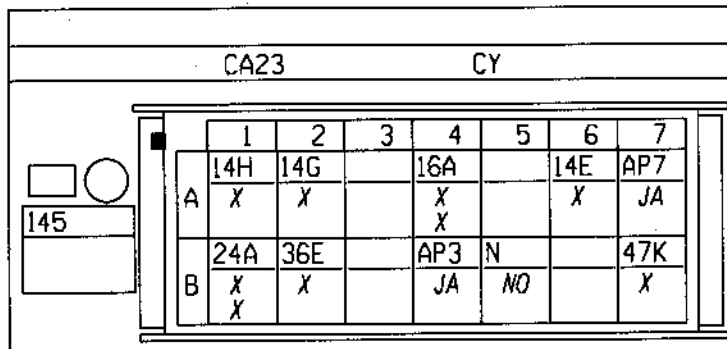 CA23 CY
1 2 3 4 5 6 7
A 14H 14G 16A 14E AP7
X X X X JA
X
145
B 24A 36E AP3 N 47K
X X JA NO X
X